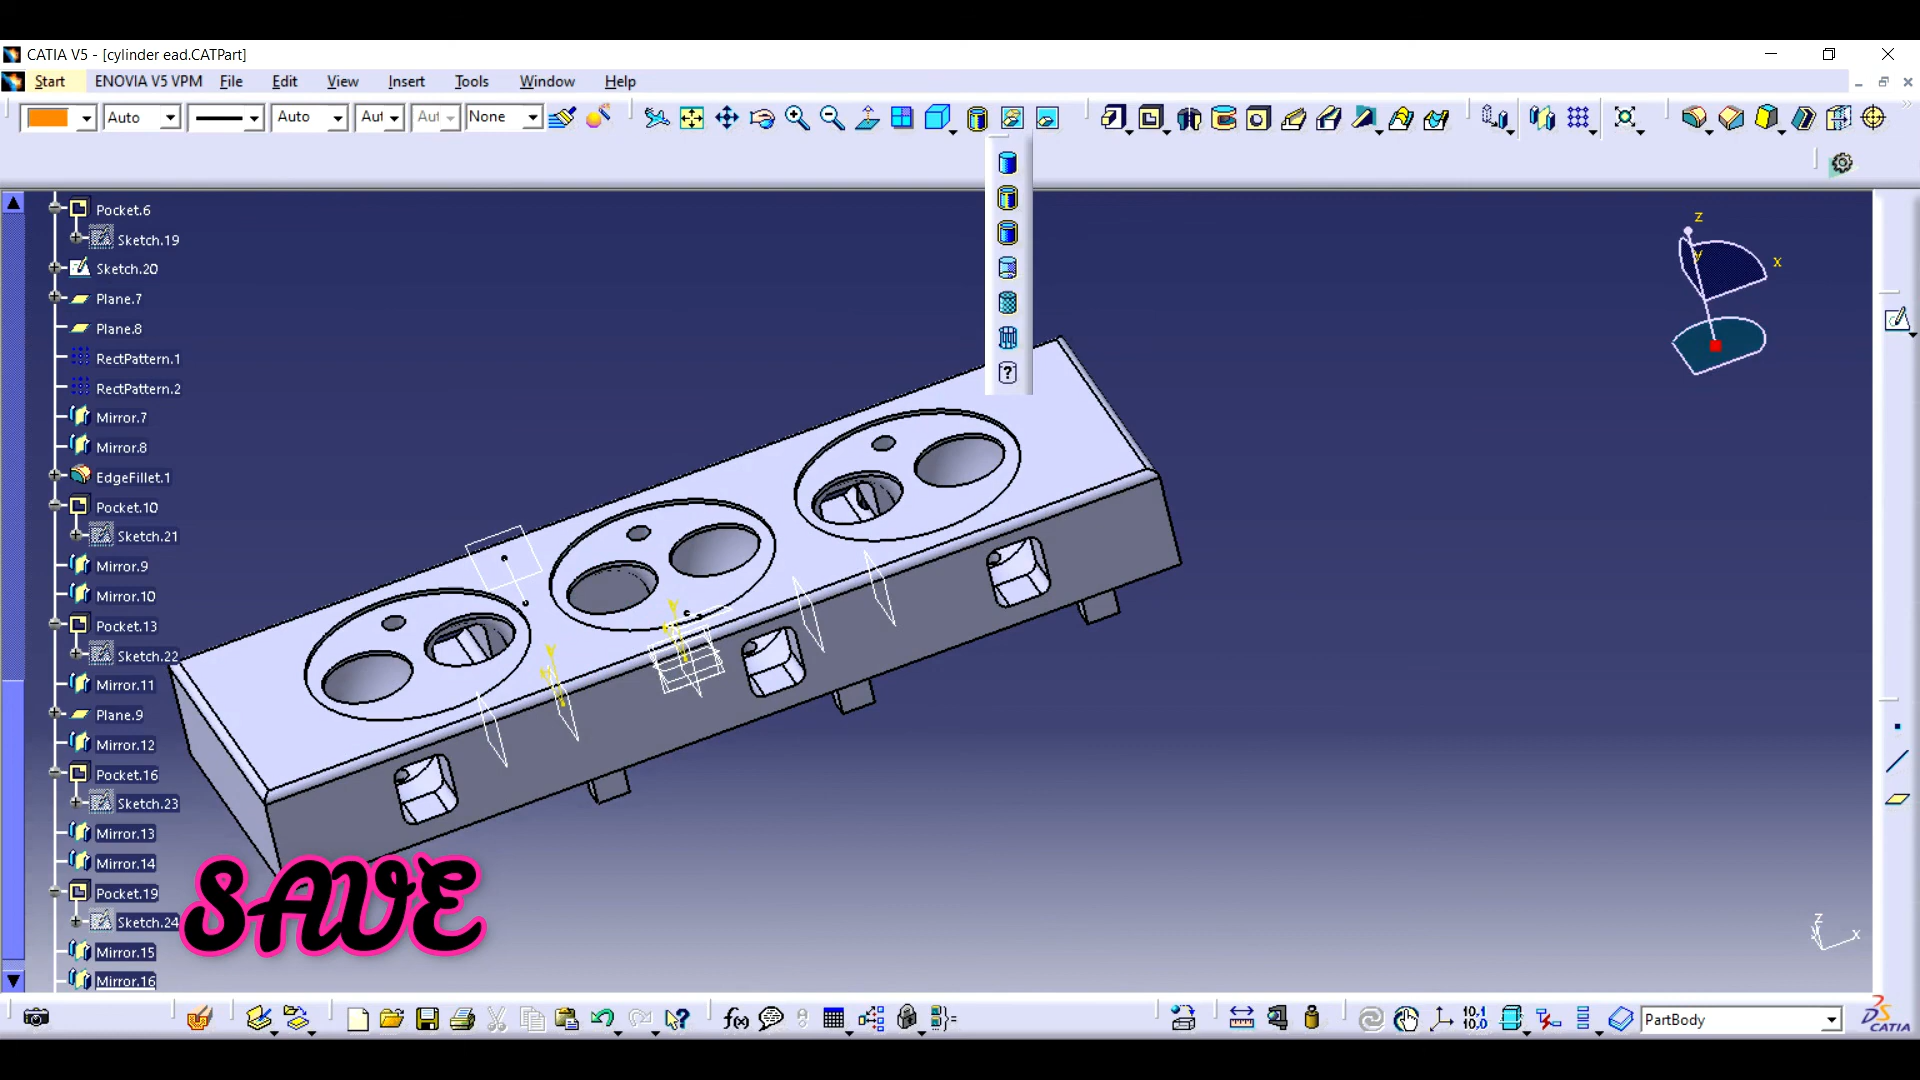 CATIA V5 - [cylinder ead.CATPart]
Start ENOVIA V5 VPM File Edit View Insert Tools Window Help
Auto Auto Aut Aut None
Pocket.6
Sketch.19
Sketch.20
Plane.7
Plane.8
RectPattern.1
RectPattern.2
Mirror.7
Mirror.8
EdgeFillet.1
Pocket.10
Sketch.21
Mirror.9
Mirror.10
Pocket.13
Sketch.22
Mirror.11
Plane.9
Mirror.12
Pocket.16
Sketch.23
Mirror.13
Mirror.14
Pocket.19
Sketch.24
Mirror.15
Mirror.16
SAVE
z
x
y
z
x
y
f(x)
10.1
10.0
PartBody
CATIA